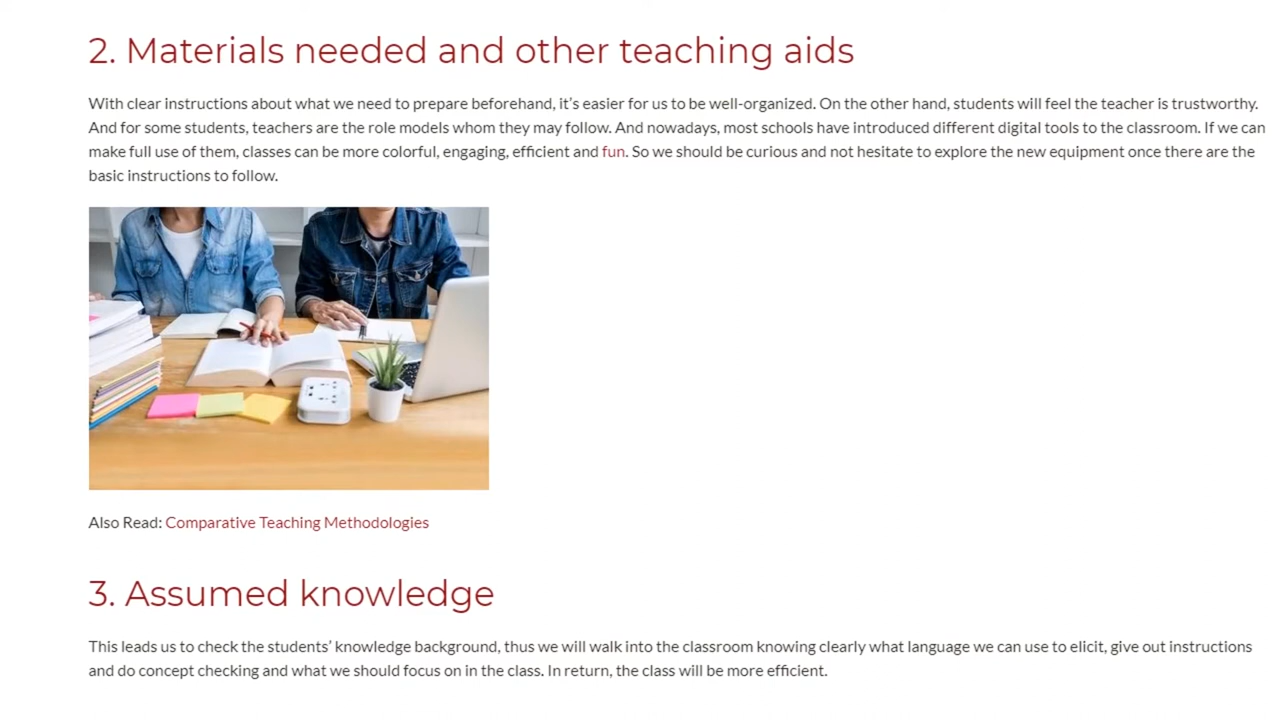 2. Materials needed and other teaching aids
With clear instructions about what we need to prepare beforehand, it's easier for us to be well-organized. On the other hand, students will feel the teacher is trustworthy.
And for some students, teachers are the role models whom they may follow. And nowadays, most schools have introduced different digital tools to the classroom. If we can
make full use of them, classes can be more colorful, engaging, efficient and fun. So we should be curious and not hesitate to explore the new equipment once there are the
basic instructions to follow.
Also Read: Comparative Teaching Methodologies
3. Assumed knowledge
This leads us to check the students' knowledge background, thus we will walk into the classroom knowing clearly what language we can use to elicit, give out instructions
and do concept checking and what we should focus on in the class. In return, the class will be more efficient.